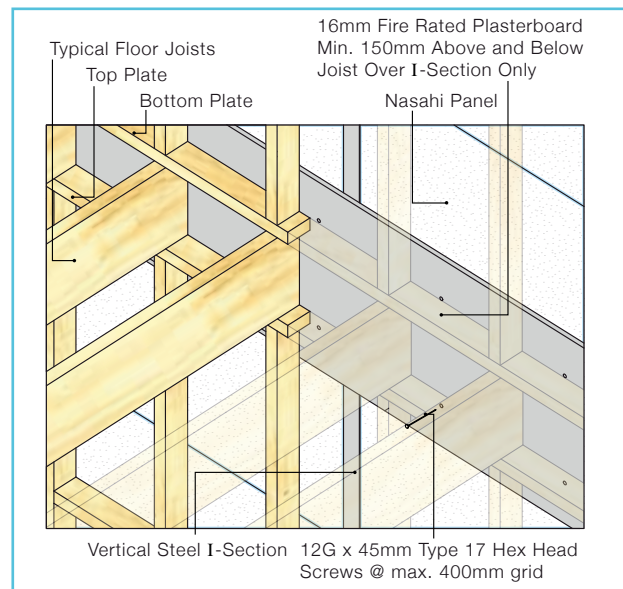 16mm Fire Rated Plasterboard
Min. 150mm Above and Below
Joist Over I-Section Only
Typical Floor Joists
Top Plate
Bottom Plate
Nasahi Panel
Vertical Steel I-Section
12G x 45mm Type 17 Hex Head
Screws @ max. 400mm grid